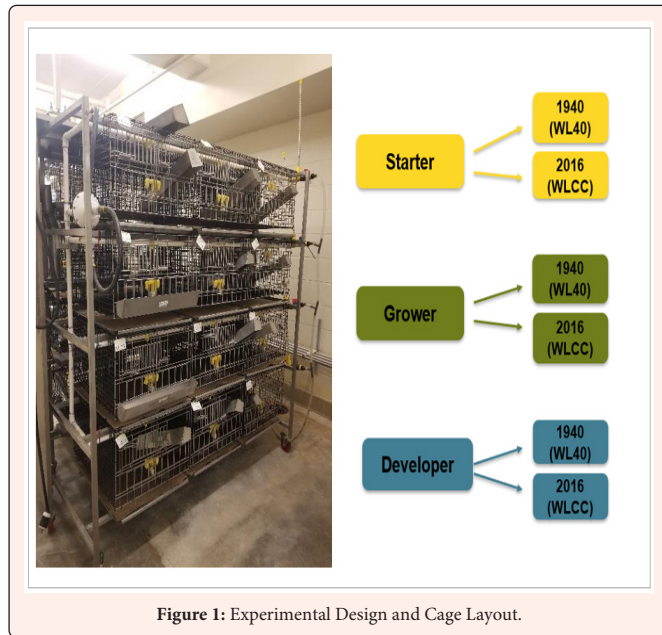 Starter
1940
(WL40)
2016
(WLCC)
Grower
1940
(WL40)
2016
(WLCC)
Developer
1940
(WL40)
2016
(WLCC)
Figure 1: Experimental Design and Cage Layout.